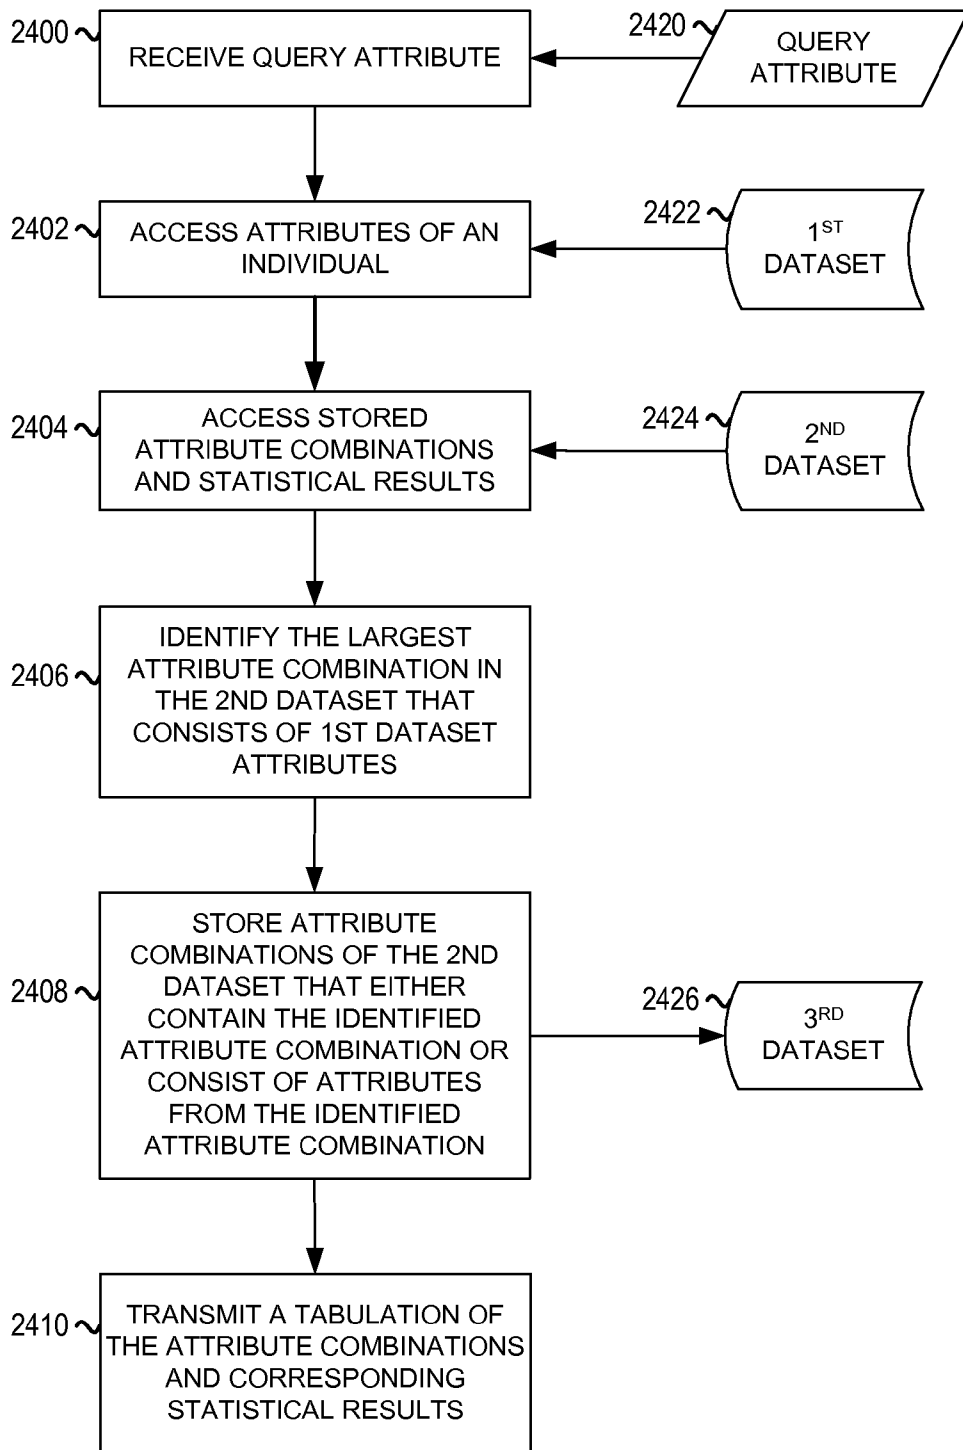 2400
RECEIVE QUERY ATTRIBUTE
2420
QUERY
ATTRIBUTE
2402
ACCESS ATTRIBUTES OF AN
INDIVIDUAL
2422
1ST
DATASET
2404
ACCESS STORED
ATTRIBUTE COMBINATIONS
AND STATISTICAL RESULTS
2424
2ND
DATASET
2406
IDENTIFY THE LARGEST
ATTRIBUTE COMBINATION IN
THE 2ND DATASET THAT
CONSISTS OF 1ST DATASET
ATTRIBUTES
2408
STORE ATTRIBUTE
COMBINATIONS OF THE 2ND
DATASET THAT EITHER
CONTAIN THE IDENTIFIED
ATTRIBUTE COMBINATION OR
CONSIST OF ATTRIBUTES
FROM THE IDENTIFIED
ATTRIBUTE COMBINATION
2426
3RD
DATASET
2410
TRANSMIT A TABULATION OF
THE ATTRIBUTE COMBINATIONS
AND CORRESPONDING
STATISTICAL RESULTS